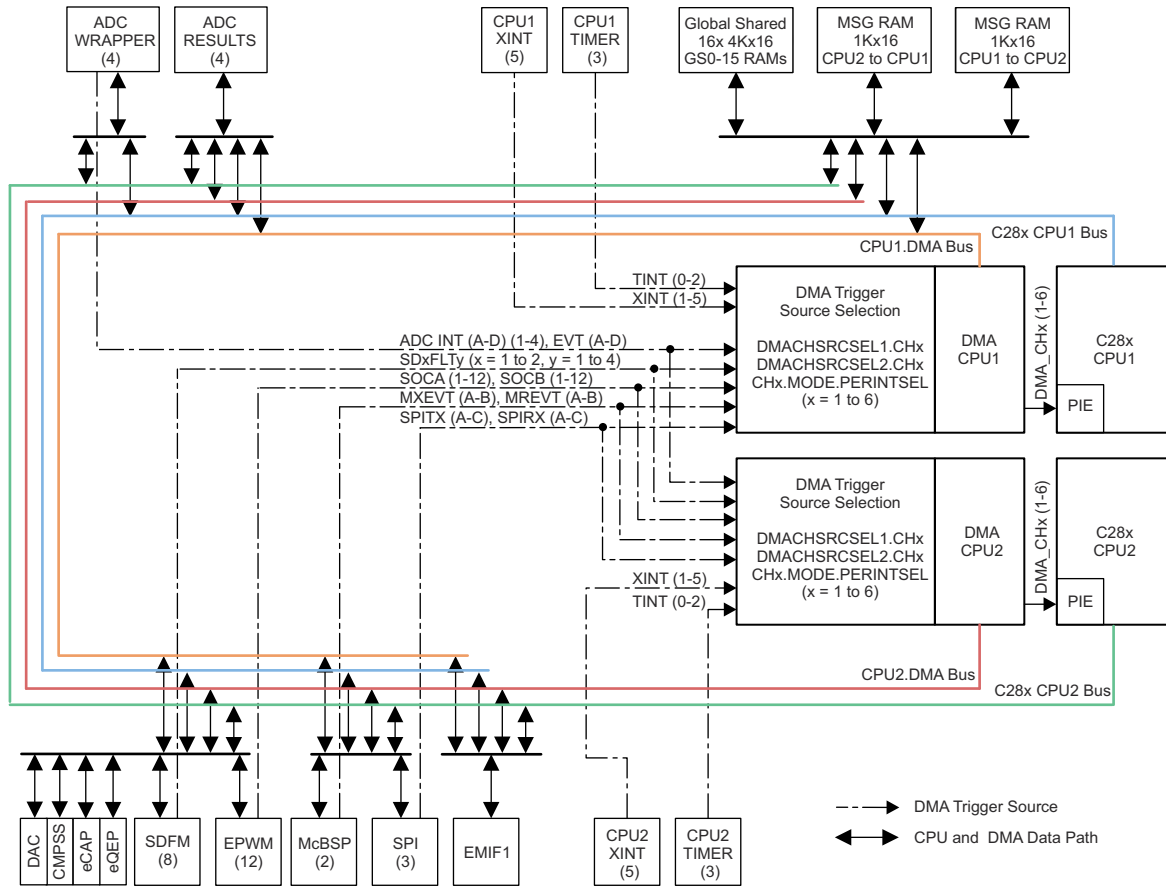 ADC
WRAPPER
(4)
ADC
RESULTS
(4)
CPU1
XINT
(5)
CPU1
TIMER
(3)
Global Shared
16x 4Kx16
GS0-15 RAMs
MSG RAM
1Kx16
CPU2 to CPU1
MSG RAM
1Kx16
CPU1 to CPU2
C28x CPU1 Bus
CPU1.DMA Bus
TINT (0-2)
XINT (1-5)
ADC INT (A-D) (1-4), EVT (A-D)
SDxFLTy (x = 1 to 2, y = 1 to 4)
SOCA (1-12), SOCB (1-12)
MXEVT (A-B), MREVT (A-B)
SPITX (A-C), SPIRX (A-C)
DMA Trigger
Source Selection
DMACHSRCSEL1.CHx
DMACHSRCSEL2.CHx
CHx.MODE.PERINTSEL
(x = 1 to 6)
DMA
CPU1
DMA_CHx (1-6)
C28x
CPU1
PIE
DMA Trigger
Source Selection
DMACHSRCSEL1.CHx
DMACHSRCSEL2.CHx
CHx.MODE.PERINTSEL
(x = 1 to 6)
DMA
CPU2
DMA_CHx (1-6)
C28x
CPU2
PIE
XINT (1-5)
TINT (0-2)
CPU2.DMA Bus
C28x CPU2 Bus
DAC
CMPSS
eCAP
eQEP
SDFM
(8)
EPWM
(12)
McBSP
(2)
SPI
(3)
EMIF1
CPU2
XINT
(5)
CPU2
TIMER
(3)
DMA Trigger Source
CPU and DMA Data Path